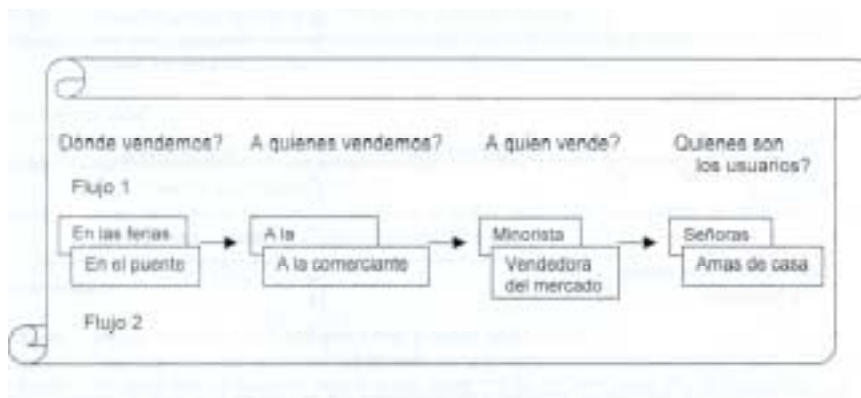 Dónde vendemos? A quienes vendemos? A quien vende? Quienes son
los usuarios?
Flujo 1
En las ferias A la Minorista Señoras
En el puente A la comerciante Vendedora Amas de casa
del mercado
Flujo 2